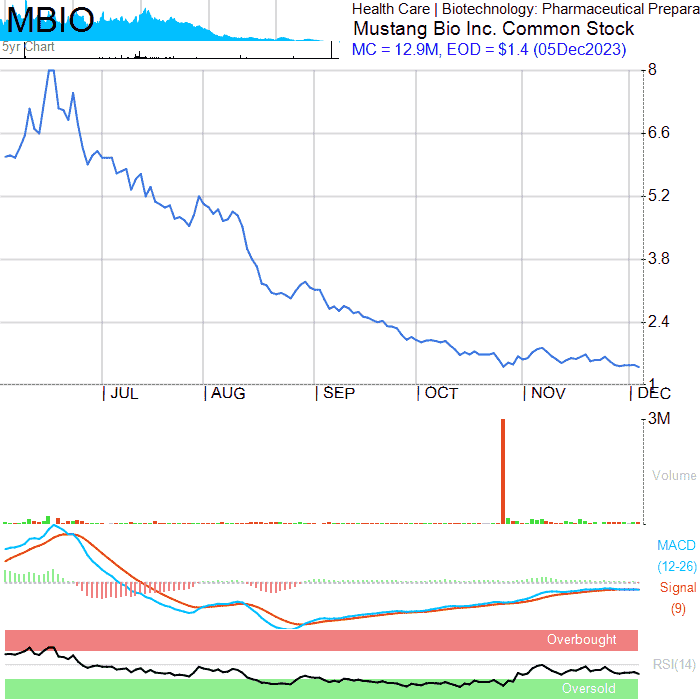 MBIO
5yr Chart
Health Care | Biotechnology: Pharmaceutical Prepara
Mustang Bio Inc. Common Stock
MC = 12.9M, EOD = $1.4 (05Dec2023)
8
6.6
5.2
3.8
2.4
1
|JUL |AUG |SEP |OCT |NOV |DEC
3M
Volume
MACD
(12-26)
Signal
(9)
Overbought
RSI(14)
Oversold